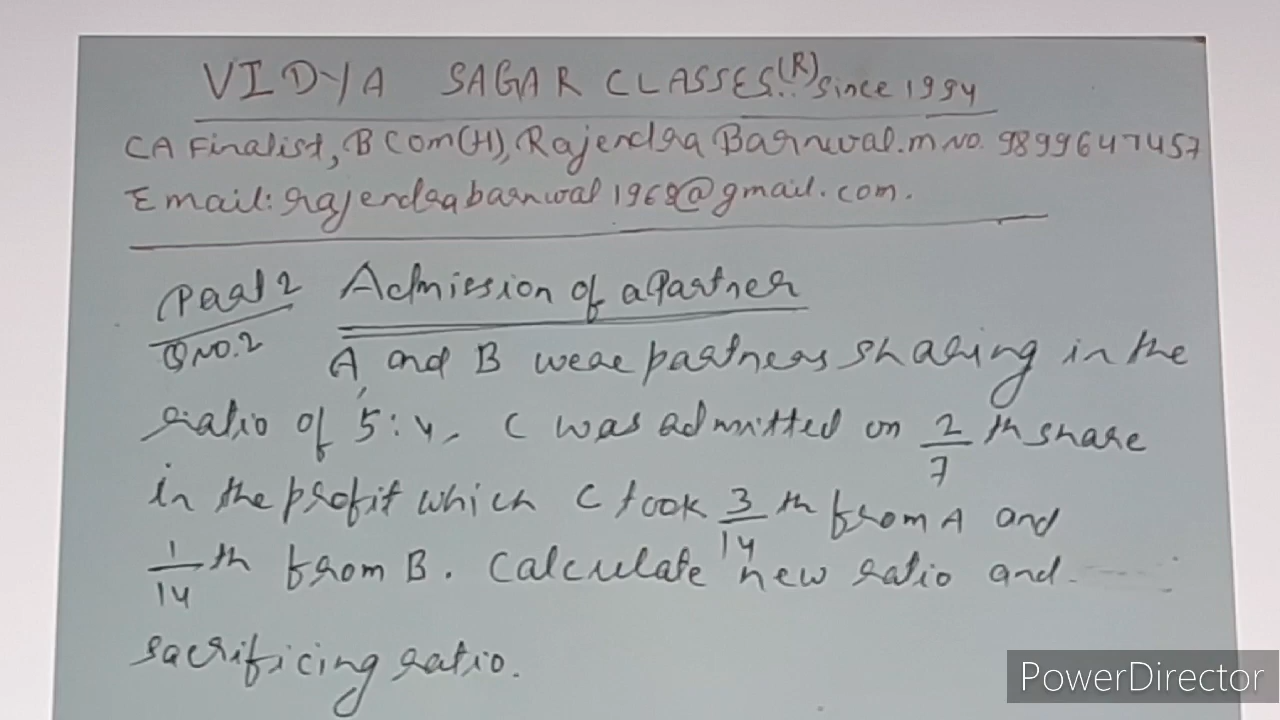 VIDYA SAGAR CLASSES(R) since 1994
CA Finalist, B Com(H), Rajendra Barnwal. m No. 9899647457
Email: rajendrabarnwal1968@gmail.com.
Part 2 Admission of a Partner
Q No. 2 A and B were partners sharing in the
ratio of 5:4. C was admitted on 2/7 th share
in the profit which C took 3/14 th from A and
1/14 th from B. Calculate new ratio and
sacrificing ratio.
PowerDirector